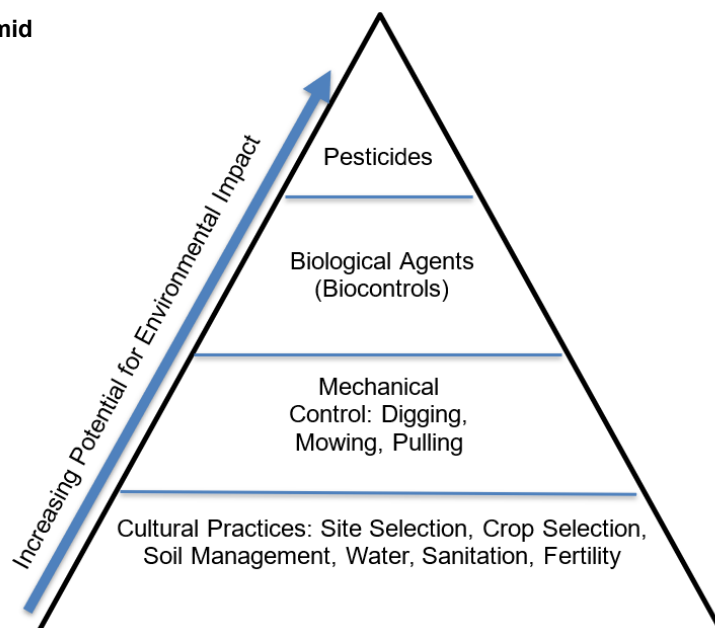 Pesticides
Biological Agents
(Biocontrols)
Mechanical
Control: Digging,
Mowing, Pulling
Cultural Practices: Site Selection, Crop Selection,
Soil Management, Water, Sanitation, Fertility
Increasing Potential for Environmental Impact